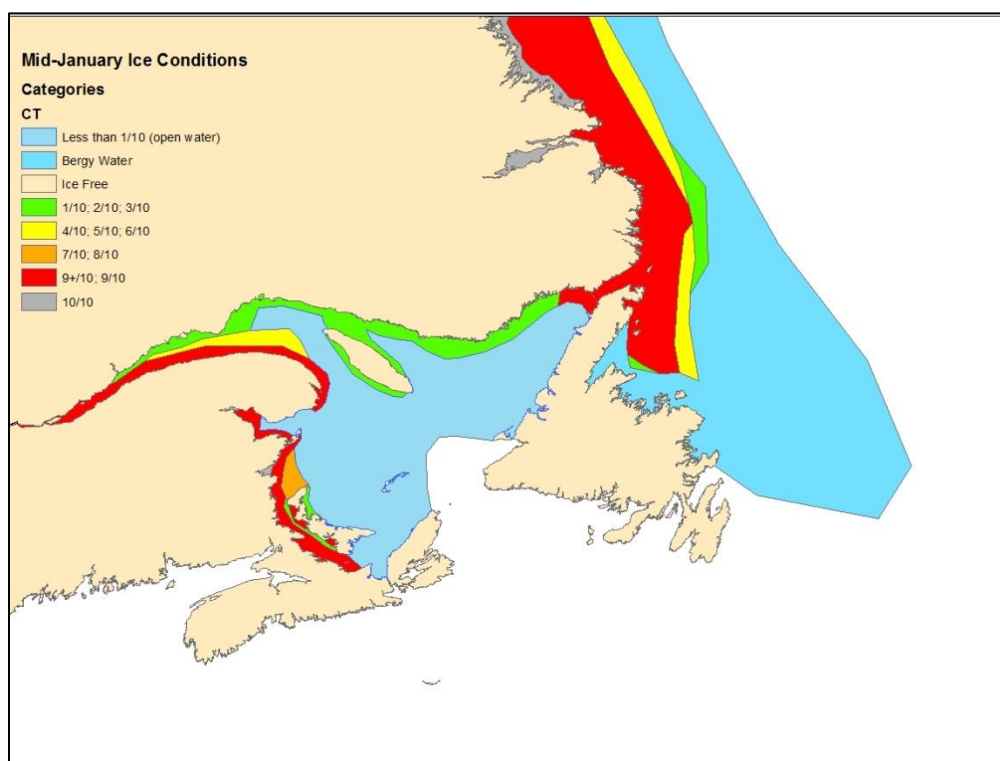 Mid-January Ice Conditions
Categories
CT
Less than 1/10 (open water)
Bergy Water
Ice Free
1/10; 2/10; 3/10
4/10; 5/10; 6/10
7/10; 8/10
9+/10; 9/10
10/10